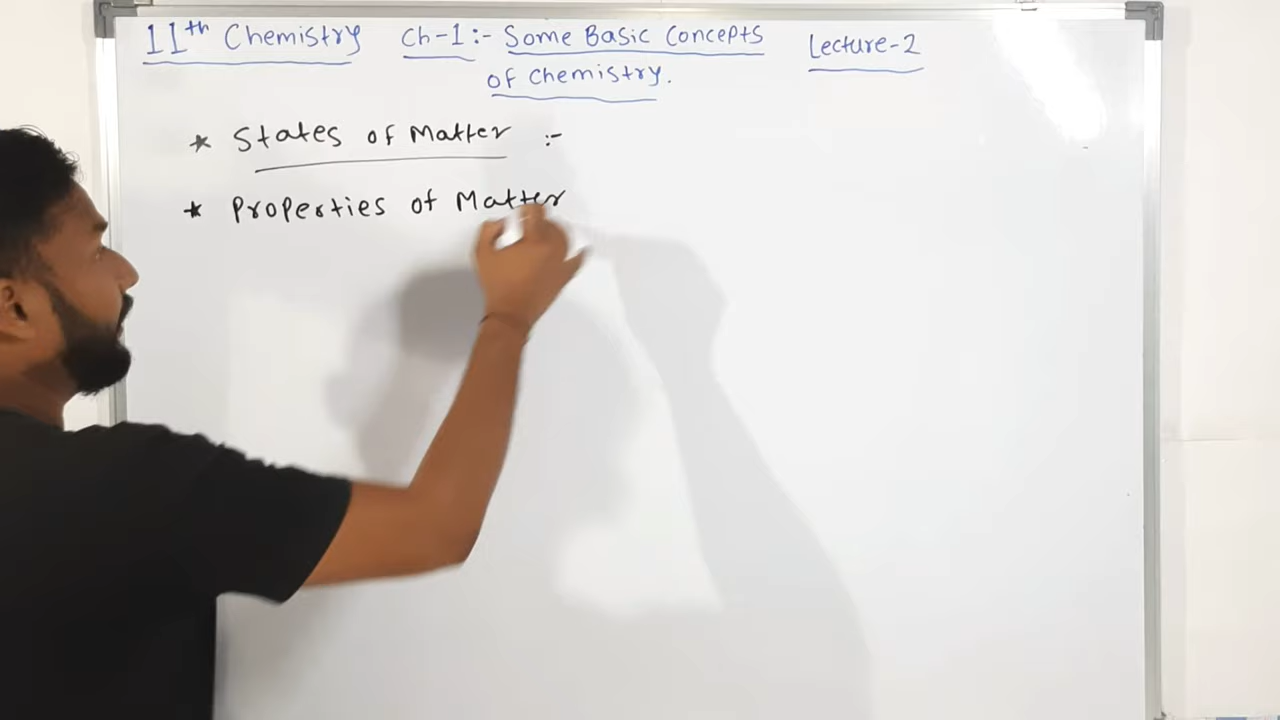 11th Chemistry Ch-1:- Some Basic Concepts Lecture-2
of Chemistry.
* States of Matter :-
* Properties of Matter